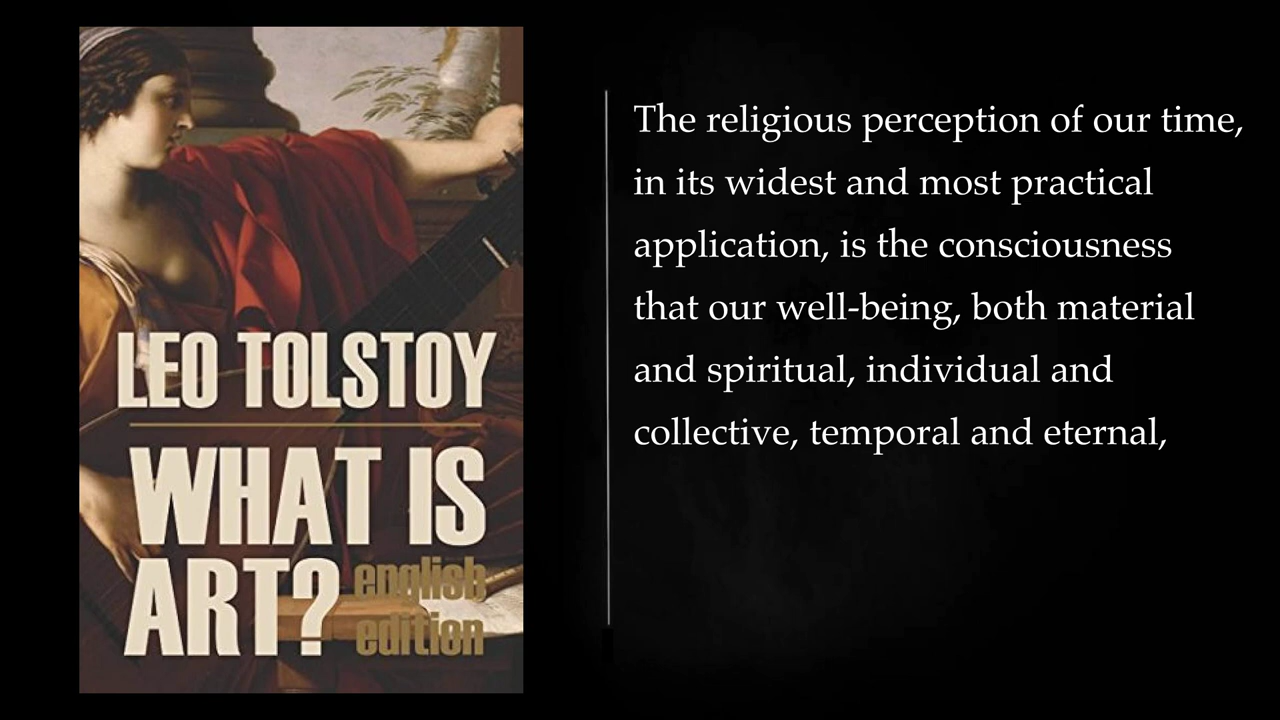 LEO TOLSTOY
WHAT IS
ART?
english
edition
The religious perception of our time,
in its widest and most practical
application, is the consciousness
that our well-being, both material
and spiritual, individual and
collective, temporal and eternal,